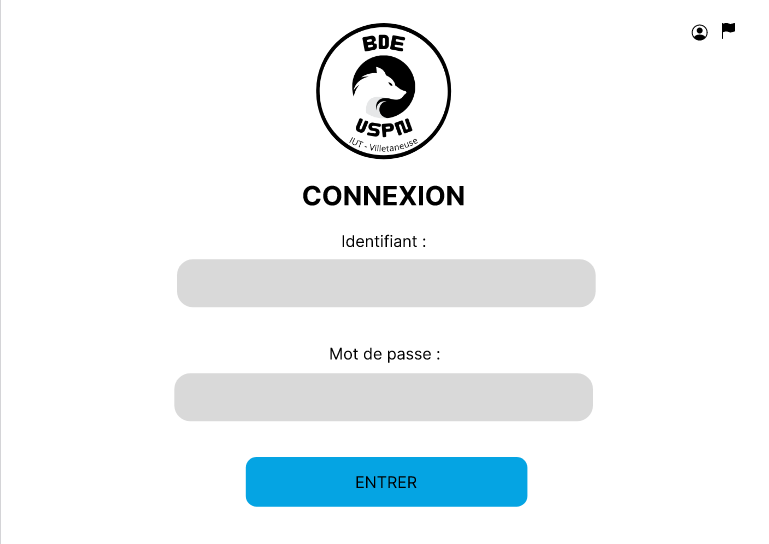 BDE
USPN
IUT - Villetaneuse
CONNEXION
Identifiant :
Mot de passe :
ENTRER